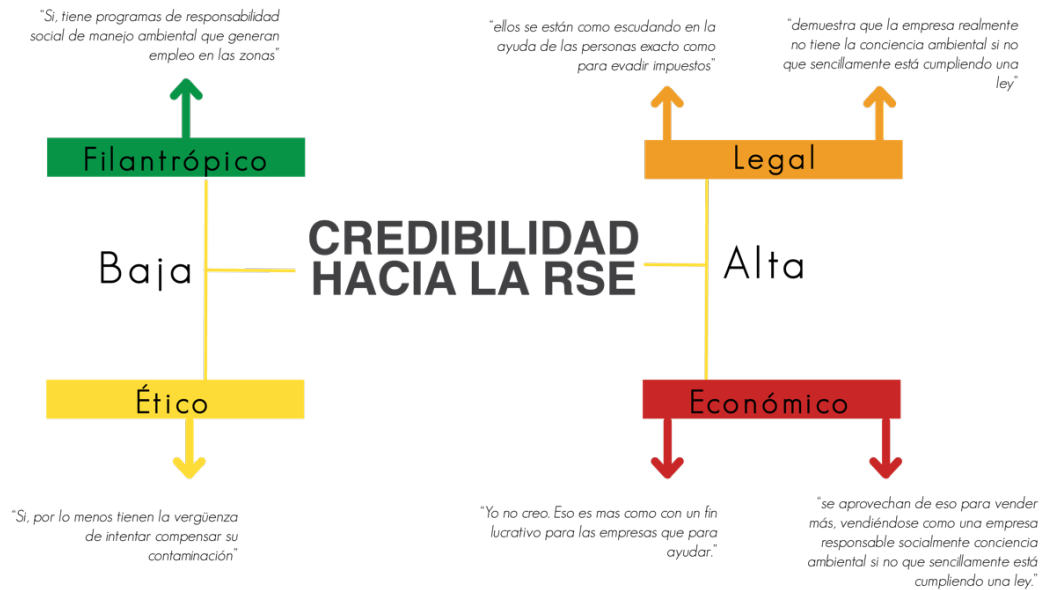 “Si, tiene programas de responsabilidad
social de manejo ambiental que generan
empleo en las zonas”
“ellos se están como escudando en la
ayuda de las personas exacto como
para evadir impuestos”
“demuestra que la empresa realmente
no tiene la conciencia ambiental si no
que sencillamente está cumpliendo una
ley”
Filantrópico
Legal
CREDIBILIDAD
HACIA LA RSE
Baja
Alta
Ético
Económico
“Si, por lo menos tienen la vergüenza
de intentar compensar su
contaminación”
“Yo no creo. Eso es mas como con un fin
lucrativo para las empresas que para
ayudar.”
“se aprovechan de eso para vender
más, vendiéndose como una empresa
responsable socialmente conciencia
ambiental si no que sencillamente está
cumpliendo una ley.”